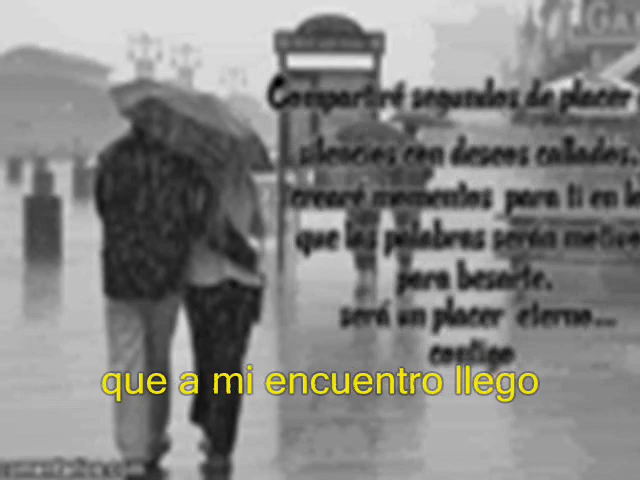 GA
Compartiré segundos de placer
silencios con deseos callados.
crearé momentos para ti en l
que las palabras serán motivo
para besarte.
será un placer eterno...
contigo
que a mi encuentro llego